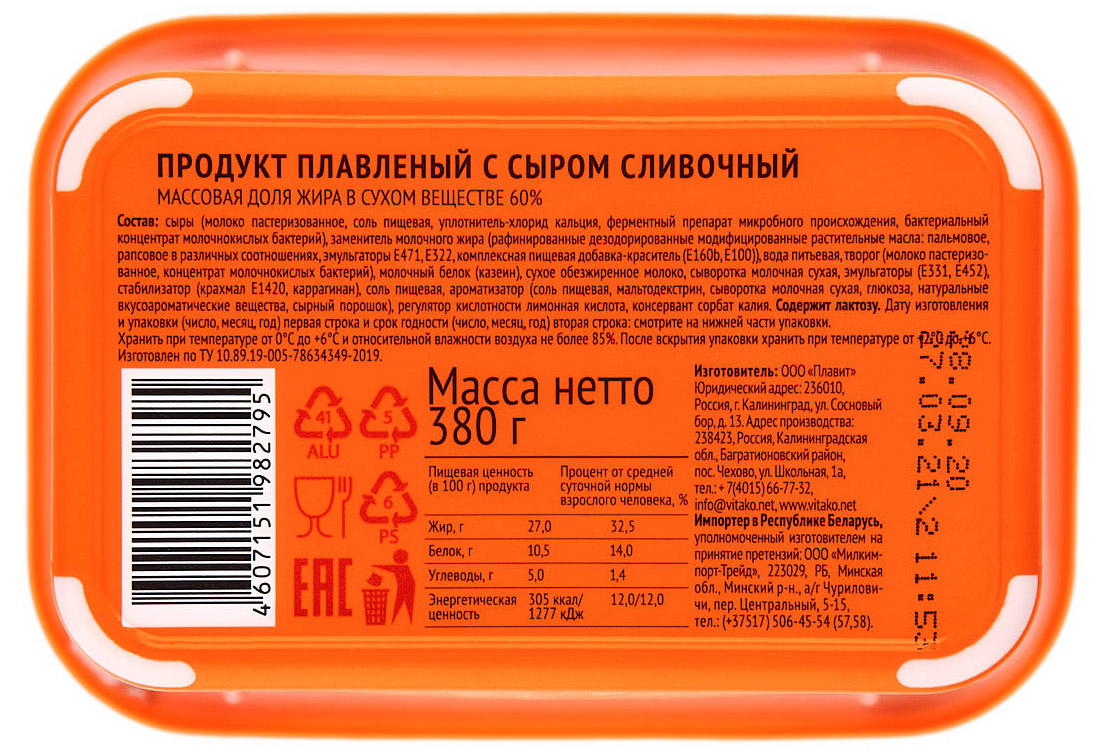 ПРОДУКТ ПЛАВЛЕНЫЙ С СЫРОМ СЛИВОЧНЫЙ
МАССОВАЯ ДОЛЯ ЖИРА В СУХОМ ВЕЩЕСТВЕ 60%
Состав: сыры (молоко пастеризованное, соль пищевая, уплотнитель-хлорид кальция, ферментный препарат микробного происхождения, бактериальный
концентрат молочнокислых бактерий), заменитель молочного жира (рафинированные дезодорированные модифицированные растительные масла: пальмовое,
рапсовое в различных соотношениях, эмульгаторы Е471, Е322, комплексная пищевая добавка-краситель (Е160b, Е100)), вода питьевая, творог (молоко пастеризо-
ванное, концентрат молочнокислых бактерий), молочный белок (казеин), сухое обезжиренное молоко, сыворотка молочная сухая, эмульгаторы (Е331, Е452),
стабилизатор (крахмал Е1420, каррагинан), соль пищевая, ароматизатор (соль пищевая, мальтодекстрин, сыворотка молочная сухая, глюкоза, натуральные
вкусоароматические вещества, сырный порошок), регулятор кислотности лимонная кислота, консервант сорбат калия. Содержит лактозу. Дату изготовления
и упаковки (число, месяц, год) первая строка и срок годности (число, месяц, год) вторая строка: смотрите на нижней части упаковки.
Хранить при температуре от 0°С до +6°С и относительной влажности воздуха не более 85%. После вскрытия упаковки хранить при температуре от +2°С до +6°С.
Изготовлен по ТУ 10.89.19-005-78634349-2019.
4 607151 982795
41
ALU
5
PP
6
PS
EAC
Масса нетто
380 г
Пищевая ценность
(в 100 г) продукта
Процент от средней
суточной нормы
взрослого человека, %
Жир, г 27,0 32,5
Белок, г 10,5 14,0
Углеводы, г 5,0 1,4
Энергетическая
ценность
305 ккал/
1277 кДж
12,0/12,0
Изготовитель: ООО «Плавит»
Юридический адрес: 236010,
Россия, г. Калининград, ул. Сосновый
бор, д. 13. Адрес производства:
238423, Россия, Калининградская
обл., Багратионовский район,
пос. Чехово, ул. Школьная, 1а,
тел.: + 7(4015) 66-77-32,
info@vitako.net, www.vitako.net
Импортер в Республике Беларусь,
уполномоченный изготовителем на
принятие претензий: ООО «Милким-
порт-Трейд», 223029, РБ, Минская
обл., Минский р-н., а/г Чурилови-
чи, пер. Центральный, 5-15,
тел.: (+37517) 506-45-54 (57,58).